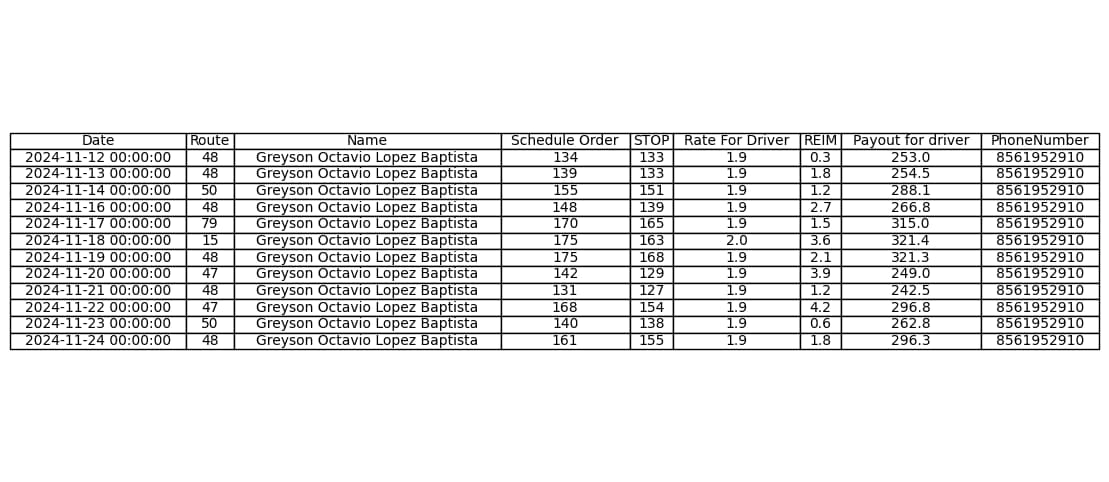 Date Route Name Schedule Order STOP Rate For Driver REIM Payout for driver PhoneNumber
2024-11-12 00:00:00 48 Greyson Octavio Lopez Baptista 134 133 1.9 0.3 253.0 8561952910
2024-11-13 00:00:00 48 Greyson Octavio Lopez Baptista 139 133 1.9 1.8 254.5 8561952910
2024-11-14 00:00:00 50 Greyson Octavio Lopez Baptista 155 151 1.9 1.2 288.1 8561952910
2024-11-16 00:00:00 48 Greyson Octavio Lopez Baptista 148 139 1.9 2.7 266.8 8561952910
2024-11-17 00:00:00 79 Greyson Octavio Lopez Baptista 170 165 1.9 1.5 315.0 8561952910
2024-11-18 00:00:00 15 Greyson Octavio Lopez Baptista 175 163 2.0 3.6 321.4 8561952910
2024-11-19 00:00:00 48 Greyson Octavio Lopez Baptista 175 168 1.9 2.1 321.3 8561952910
2024-11-20 00:00:00 47 Greyson Octavio Lopez Baptista 142 129 1.9 3.9 249.0 8561952910
2024-11-21 00:00:00 48 Greyson Octavio Lopez Baptista 131 127 1.9 1.2 242.5 8561952910
2024-11-22 00:00:00 47 Greyson Octavio Lopez Baptista 168 154 1.9 4.2 296.8 8561952910
2024-11-23 00:00:00 50 Greyson Octavio Lopez Baptista 140 138 1.9 0.6 262.8 8561952910
2024-11-24 00:00:00 48 Greyson Octavio Lopez Baptista 161 155 1.9 1.8 296.3 8561952910